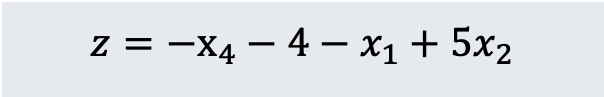 z = −x₄ − 4 − x₁ + 5x₂